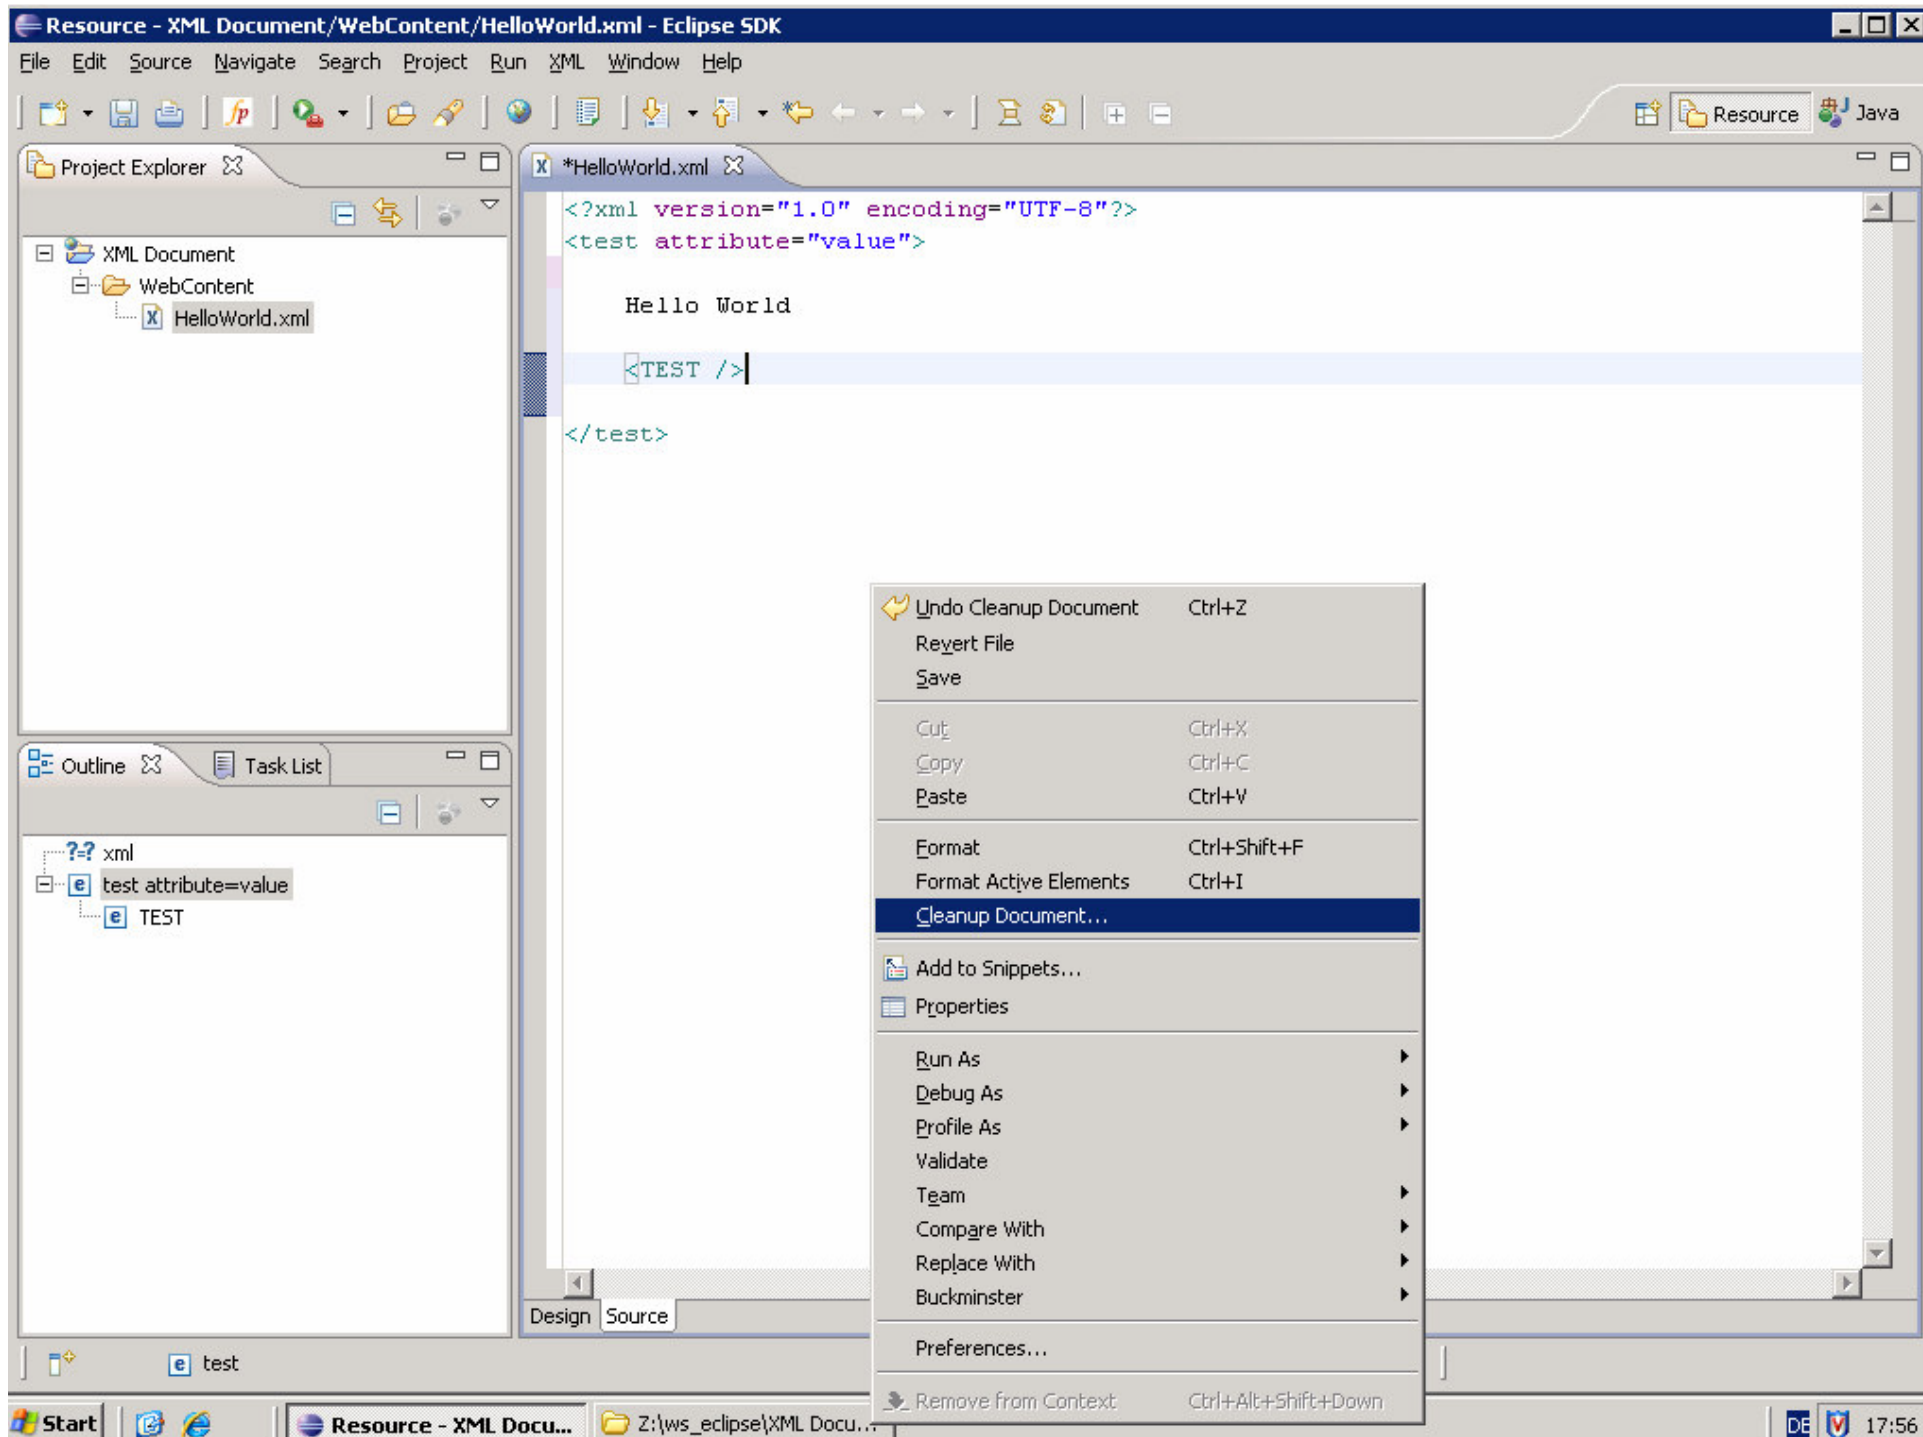 Resource - XML Document/WebContent/HelloWorld.xml - Eclipse SDK
File Edit Source Navigate Search Project Run XML Window Help
Resource Java
Project Explorer
*HelloWorld.xml
XML Document
WebContent
HelloWorld.xml
<?xml version="1.0" encoding="UTF-8"?>
<test attribute="value">
Hello World
<TEST />
</test>
Outline Task List
?=? xml
e test attribute=value
e TEST
Undo Cleanup Document Ctrl+Z
Revert File
Save
Cut Ctrl+X
Copy Ctrl+C
Paste Ctrl+V
Format Ctrl+Shift+F
Format Active Elements Ctrl+I
Cleanup Document...
Add to Snippets...
Properties
Run As
Debug As
Profile As
Validate
Team
Compare With
Replace With
Buckminster
Preferences...
Remove from Context Ctrl+Alt+Shift+Down
Design Source
e test
Start Resource - XML Docu... Z:\ws_eclipse\XML Docu... DE 17:56